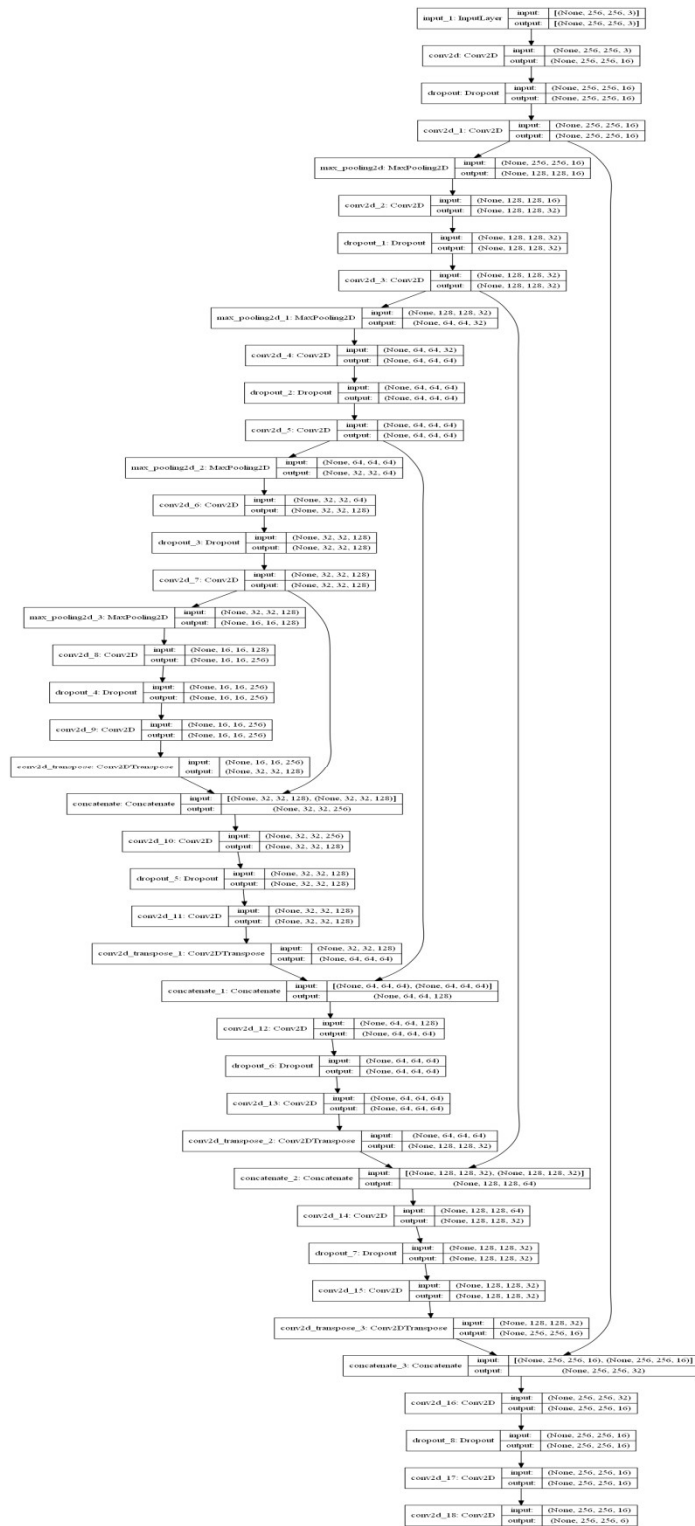 input_1: InputLayer input: [(None, 256, 256, 3)]
output: [(None, 256, 256, 3)]
conv2d: Conv2D input: (None, 256, 256, 3)
output: (None, 256, 256, 16)
dropout: Dropout input: (None, 256, 256, 16)
output: (None, 256, 256, 16)
conv2d_1: Conv2D input: (None, 256, 256, 16)
output: (None, 256, 256, 16)
max_pooling2d: MaxPooling2D input: (None, 256, 256, 16)
output: (None, 128, 128, 16)
conv2d_2: Conv2D input: (None, 128, 128, 16)
output: (None, 128, 128, 32)
dropout_1: Dropout input: (None, 128, 128, 32)
output: (None, 128, 128, 32)
conv2d_3: Conv2D input: (None, 128, 128, 32)
output: (None, 128, 128, 32)
max_pooling2d_1: MaxPooling2D input: (None, 128, 128, 32)
output: (None, 64, 64, 32)
conv2d_4: Conv2D input: (None, 64, 64, 32)
output: (None, 64, 64, 64)
dropout_2: Dropout input: (None, 64, 64, 64)
output: (None, 64, 64, 64)
conv2d_5: Conv2D input: (None, 64, 64, 64)
output: (None, 64, 64, 64)
max_pooling2d_2: MaxPooling2D input: (None, 64, 64, 64)
output: (None, 32, 32, 64)
conv2d_6: Conv2D input: (None, 32, 32, 64)
output: (None, 32, 32, 128)
dropout_3: Dropout input: (None, 32, 32, 128)
output: (None, 32, 32, 128)
conv2d_7: Conv2D input: (None, 32, 32, 128)
output: (None, 32, 32, 128)
max_pooling2d_3: MaxPooling2D input: (None, 32, 32, 128)
output: (None, 16, 16, 128)
conv2d_8: Conv2D input: (None, 16, 16, 128)
output: (None, 16, 16, 256)
dropout_4: Dropout input: (None, 16, 16, 256)
output: (None, 16, 16, 256)
conv2d_9: Conv2D input: (None, 16, 16, 256)
output: (None, 16, 16, 256)
conv2d_transpose: Conv2DTranspose input: (None, 16, 16, 256)
output: (None, 32, 32, 128)
concatenate: Concatenate input: [(None, 32, 32, 128), (None, 32, 32, 128)]
output: (None, 32, 32, 256)
conv2d_10: Conv2D input: (None, 32, 32, 256)
output: (None, 32, 32, 128)
dropout_5: Dropout input: (None, 32, 32, 128)
output: (None, 32, 32, 128)
conv2d_11: Conv2D input: (None, 32, 32, 128)
output: (None, 32, 32, 128)
conv2d_transpose_1: Conv2DTranspose input: (None, 32, 32, 128)
output: (None, 64, 64, 64)
concatenate_1: Concatenate input: [(None, 64, 64, 64), (None, 64, 64, 64)]
output: (None, 64, 64, 128)
conv2d_12: Conv2D input: (None, 64, 64, 128)
output: (None, 64, 64, 64)
dropout_6: Dropout input: (None, 64, 64, 64)
output: (None, 64, 64, 64)
conv2d_13: Conv2D input: (None, 64, 64, 64)
output: (None, 64, 64, 64)
conv2d_transpose_2: Conv2DTranspose input: (None, 64, 64, 64)
output: (None, 128, 128, 32)
concatenate_2: Concatenate input: [(None, 128, 128, 32), (None, 128, 128, 32)]
output: (None, 128, 128, 64)
conv2d_14: Conv2D input: (None, 128, 128, 64)
output: (None, 128, 128, 32)
dropout_7: Dropout input: (None, 128, 128, 32)
output: (None, 128, 128, 32)
conv2d_15: Conv2D input: (None, 128, 128, 32)
output: (None, 128, 128, 32)
conv2d_transpose_3: Conv2DTranspose input: (None, 128, 128, 32)
output: (None, 256, 256, 16)
concatenate_3: Concatenate input: [(None, 256, 256, 16), (None, 256, 256, 16)]
output: (None, 256, 256, 32)
conv2d_16: Conv2D input: (None, 256, 256, 32)
output: (None, 256, 256, 16)
dropout_8: Dropout input: (None, 256, 256, 16)
output: (None, 256, 256, 16)
conv2d_17: Conv2D input: (None, 256, 256, 16)
output: (None, 256, 256, 16)
conv2d_18: Conv2D input: (None, 256, 256, 16)
output: (None, 256, 256, 6)